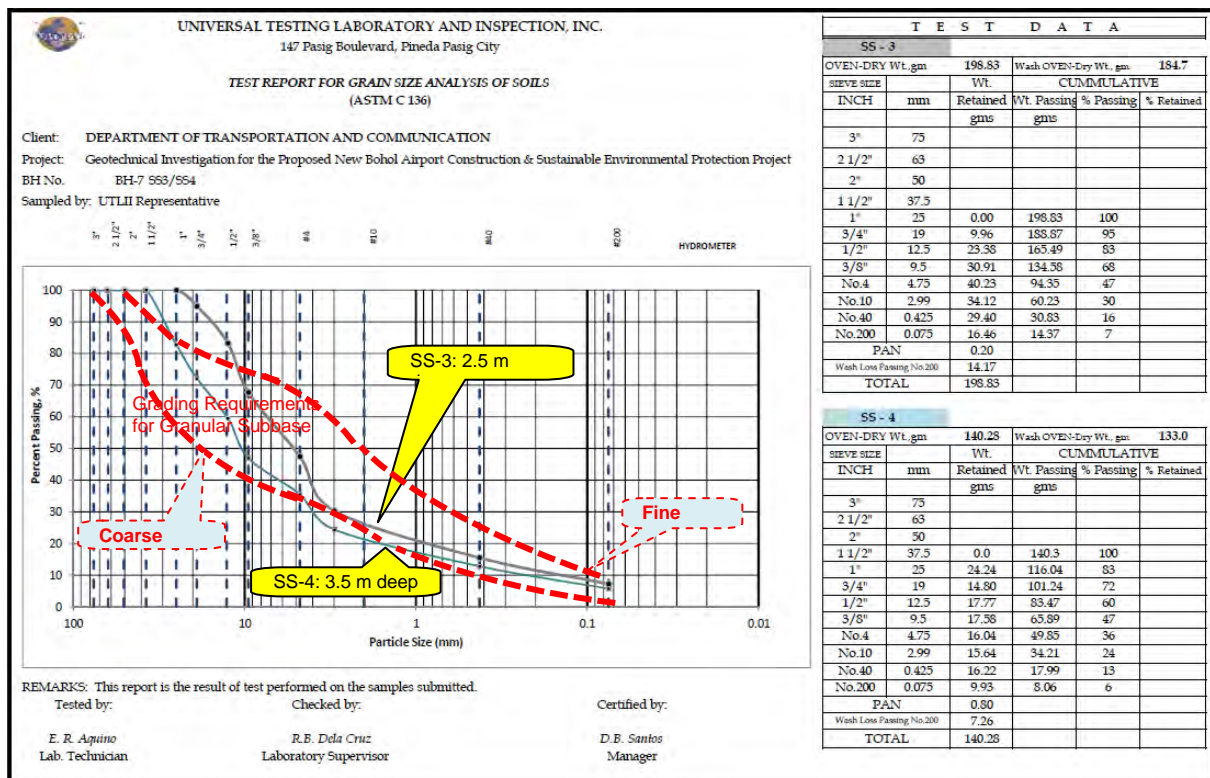 UNIVERSAL TESTING LABORATORY AND INSPECTION, INC.
147 Pasig Boulevard, Pineda Pasig City
TEST REPORT FOR GRAIN SIZE ANALYSIS OF SOILS
(ASTM C 136)
Client: DEPARTMENT OF TRANSPORTATION AND COMMUNICATION
Project: Geotechnical Investigation for the Proposed New Bohol Airport Construction & Sustainable Environmental Protection Project
BH No. BH-7 SS3/SS4
Sampled by: UTLII Representative
3" 2 1/2" 2" 1 1/2" 1" 3/4" 1/2" 3/8" #4 #10 #40 #200 HYDROMETER
Percent Passing, %
100
90
80
70
60
50
40
30
20
10
0
SS-3: 2.5 m
Grading Requirements
for Granular Subbase
Coarse
Fine
SS-4: 3.5 m deep
100 10 1 0.1 0.01
Particle Size (mm)
REMARKS: This report is the result of test performed on the samples submitted.
Tested by: Checked by: Certified by:
E. R. Aquino R.B. Dela Cruz D.B. Santos
Lab. Technician Laboratory Supervisor Manager
T E S T D A T A
SS - 3
OVEN-DRY Wt.,gm 198.83 Wash OVEN-Dry Wt., gm 184.7
SIEVE SIZE Wt. CUMMULATIVE
INCH mm Retained Wt. Passing % Passing % Retained
gms gms
3" 75
2 1/2" 63
2" 50
1 1/2" 37.5
1" 25 0.00 198.83 100
3/4" 19 9.96 188.87 95
1/2" 12.5 23.38 165.49 83
3/8" 9.5 30.91 134.58 68
No.4 4.75 40.23 94.35 47
No.10 2.99 34.12 60.23 30
No.40 0.425 29.40 30.83 16
No.200 0.075 16.46 14.37 7
PAN 0.20
Wash Loss Passing No.200 14.17
TOTAL 198.83
SS - 4
OVEN-DRY Wt.,gm 140.28 Wash OVEN-Dry Wt., gm 133.0
SIEVE SIZE Wt. CUMMULATIVE
INCH mm Retained Wt. Passing % Passing % Retained
gms gms
3" 75
2 1/2" 63
2" 50
1 1/2" 37.5 0.0 140.3 100
1" 25 24.24 116.04 83
3/4" 19 14.80 101.24 72
1/2" 12.5 17.77 83.47 60
3/8" 9.5 17.58 65.89 47
No.4 4.75 16.04 49.85 36
No.10 2.99 15.64 34.21 24
No.40 0.425 16.22 17.99 13
No.200 0.075 9.93 8.06 6
PAN 0.80
Wash Loss Passing No.200 7.26
TOTAL 140.28